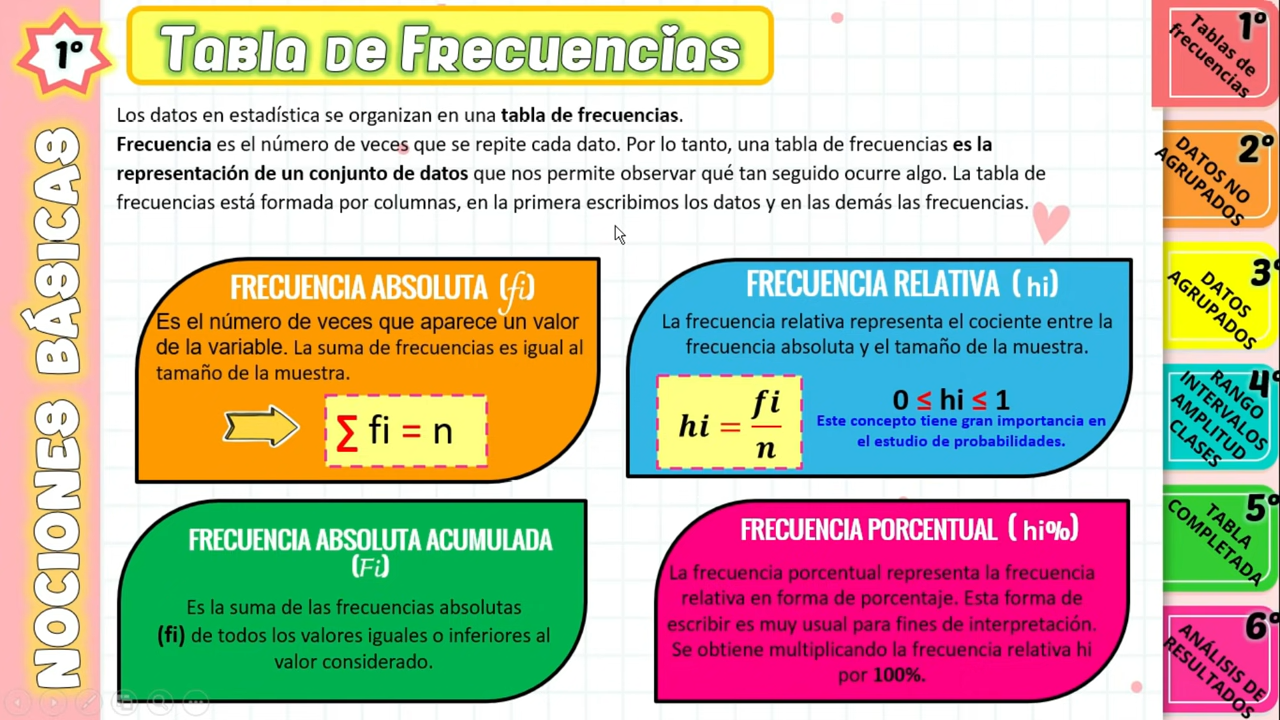 1º
Tabla de Frecuencias
NOCIONES BÁSICAS
Los datos en estadística se organizan en una tabla de frecuencias.
Frecuencia es el número de veces que se repite cada dato. Por lo tanto, una tabla de frecuencias es la
representación de un conjunto de datos que nos permite observar qué tan seguido ocurre algo. La tabla de
frecuencias está formada por columnas, en la primera escribimos los datos y en las demás las frecuencias.
FRECUENCIA ABSOLUTA (fi)
Es el número de veces que aparece un valor
de la variable. La suma de frecuencias es igual al
tamaño de la muestra.
∑ fi = n
FRECUENCIA RELATIVA ( hi)
La frecuencia relativa representa el cociente entre la
frecuencia absoluta y el tamaño de la muestra.
hi = fi/n
0 ≤ hi ≤ 1
Este concepto tiene gran importancia en
el estudio de probabilidades.
FRECUENCIA ABSOLUTA ACUMULADA
(Fi)
Es la suma de las frecuencias absolutas
(fi) de todos los valores iguales o inferiores al
valor considerado.
FRECUENCIA PORCENTUAL ( hi%)
La frecuencia porcentual representa la frecuencia
relativa en forma de porcentaje. Esta forma de
escribir es muy usual para fines de interpretación.
Se obtiene multiplicando la frecuencia relativa hi
por 100%.
1º
Tablas de
frecuencias
2º
DATOS NO
AGRUPADOS
3º
DATOS
AGRUPADOS
4º
RANGO
INTERVALOS
AMPLITUD
CLASES
5º
TABLA
COMPLETADA
6º
ANÁLISIS DE
RESULTADOS